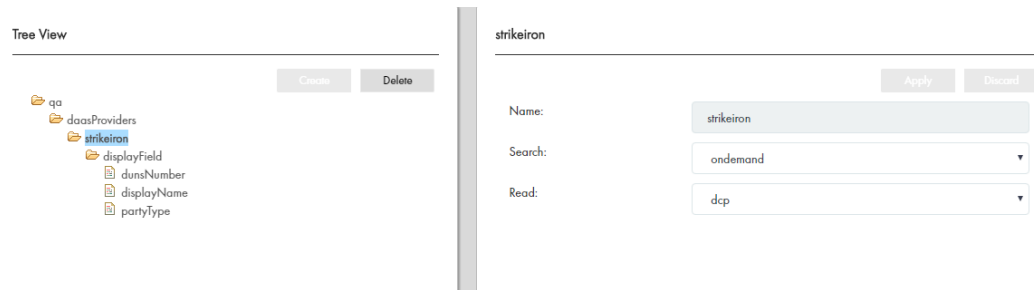 Tree View
Create
Delete
qa
daasProviders
strikeiron
displayField
dunsNumber
displayName
partyType
strikeiron
Apply
Discard
Name:
strikeiron
Search:
ondemand
Read:
dcp